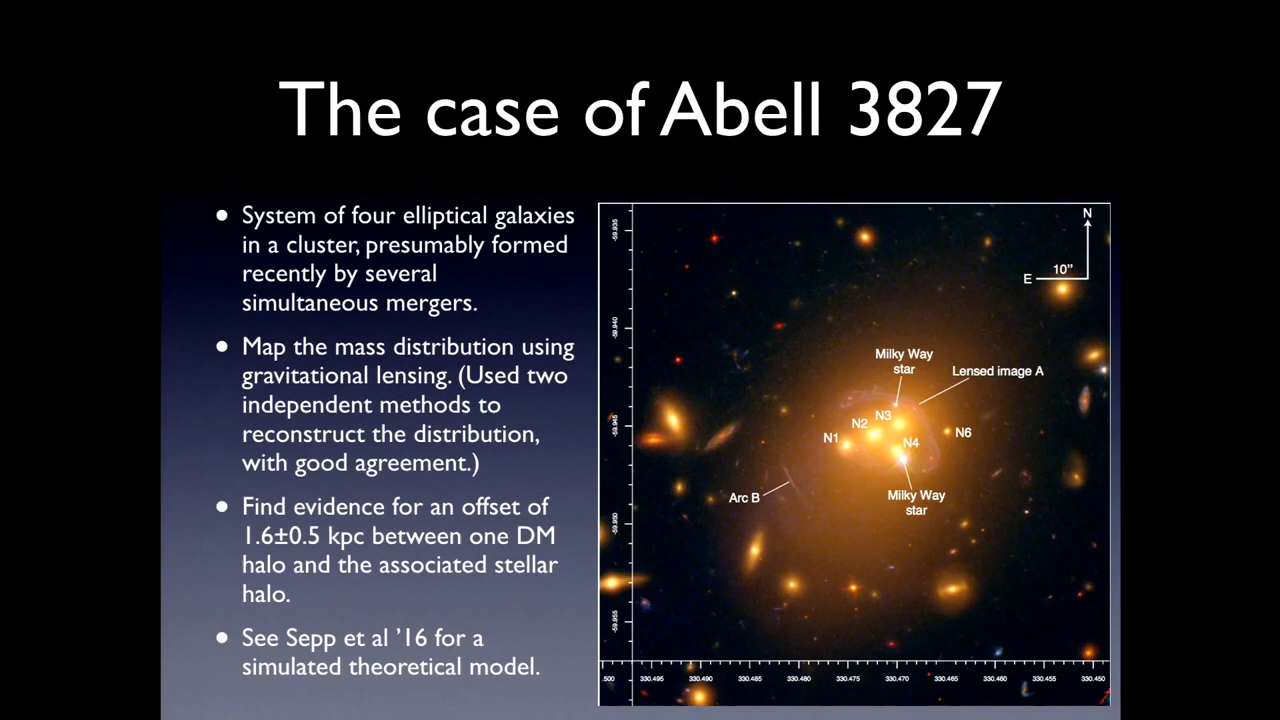 The case of Abell 3827
• System of four elliptical galaxies
in a cluster, presumably formed
recently by several
simultaneous mergers.
• Map the mass distribution using
gravitational lensing. (Used two
independent methods to
reconstruct the distribution,
with good agreement.)
• Find evidence for an offset of
1.6±0.5 kpc between one DM
halo and the associated stellar
halo.
• See Sepp et al ’16 for a
simulated theoretical model.
N
10”
E
Milky Way
star
Lensed image A
N3
N2
N1
N4
N6
Arc B
Milky Way
star
-59.935
-59.940
-59.945
-59.950
-59.955
.500 330.495 330.490 330.485 330.480 330.475 330.470 330.465 330.460 330.455 330.450